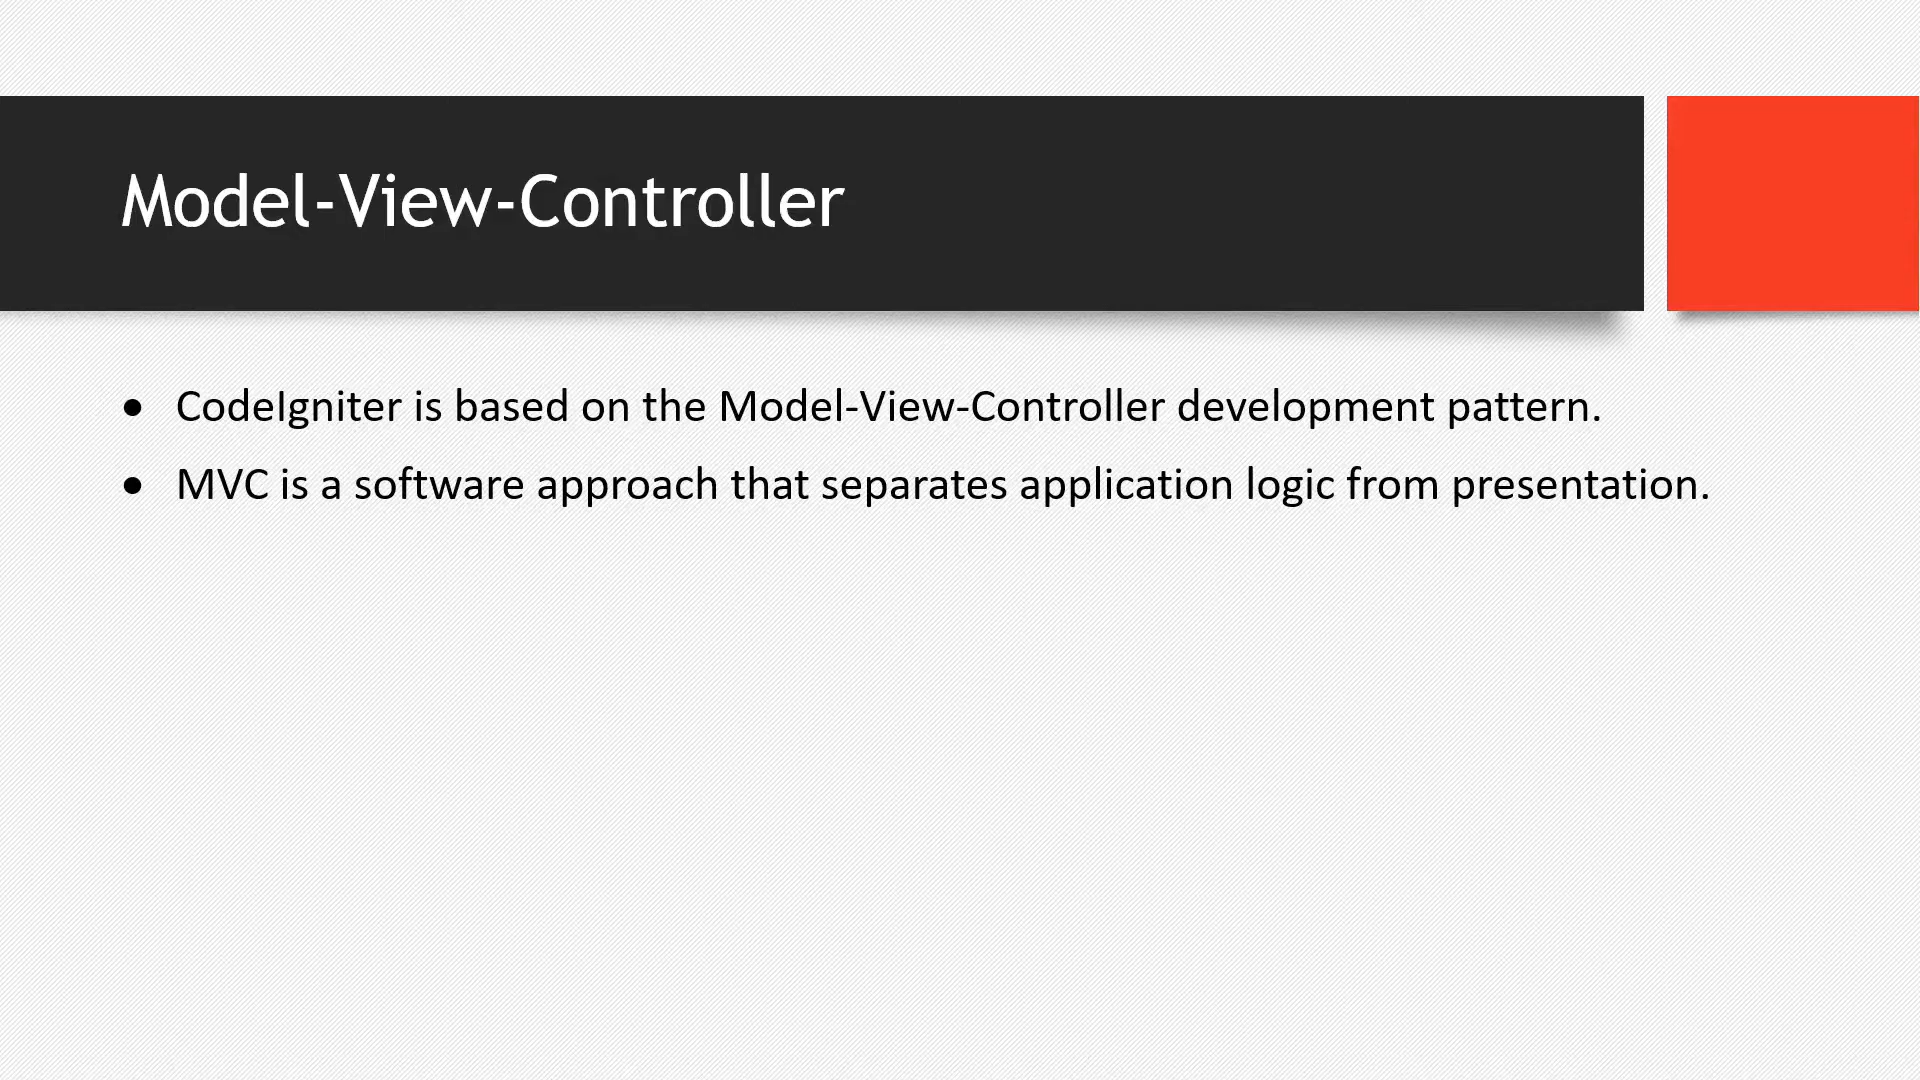 Model-View-Controller
● CodeIgniter is based on the Model-View-Controller development pattern.
● MVC is a software approach that separates application logic from presentation.